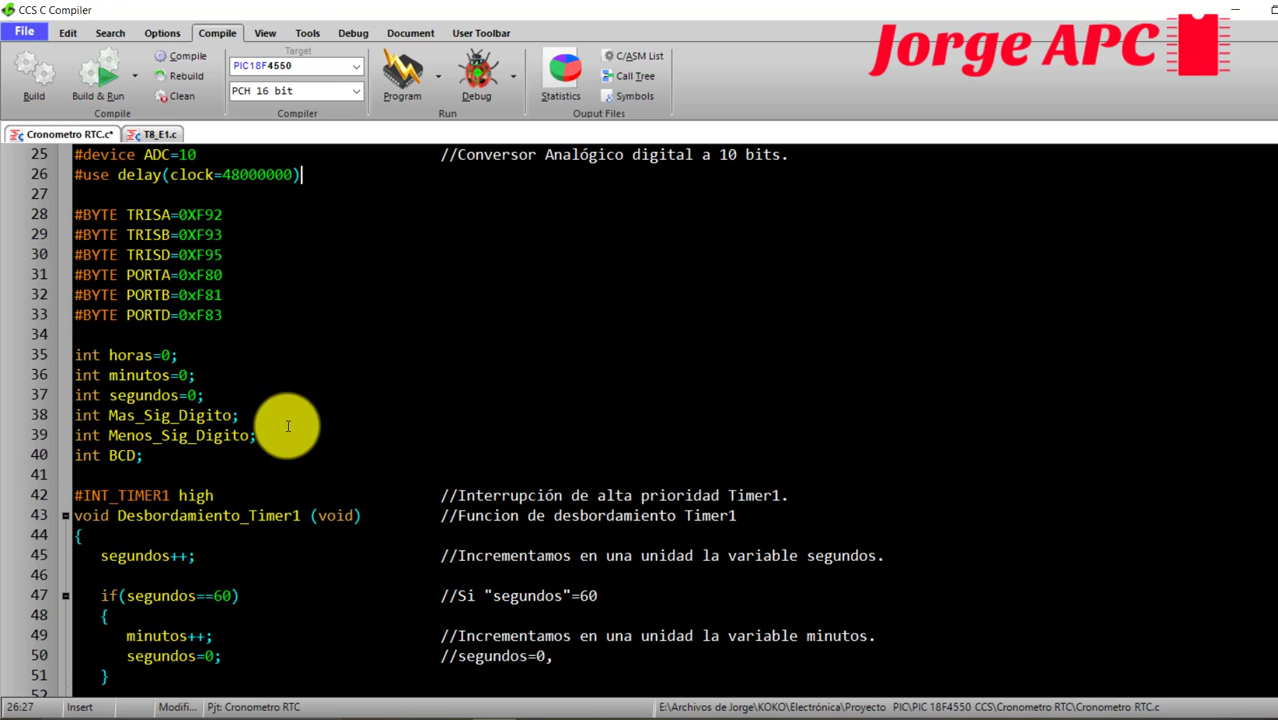 CCS C Compiler
Jorge APC
File Edit Search Options Compile View Tools Debug Document User Toolbar
Build
Build & Run
Compile
Rebuild
Clean
Compile
Target
PIC18F4550
PCH 16 bit
Compiler
Program
Debug
Run
Statistics
C/ASM List
Call Tree
Symbols
Ouput Files
Cronometro RTC.c* T8_E1.c
25 #device ADC=10 //Conversor Analógico digital a 10 bits.
26 #use delay(clock=48000000)
27
28 #BYTE TRISA=0XF92
29 #BYTE TRISB=0XF93
30 #BYTE TRISD=0XF95
31 #BYTE PORTA=0xF80
32 #BYTE PORTB=0xF81
33 #BYTE PORTD=0xF83
34
35 int horas=0;
36 int minutos=0;
37 int segundos=0;
38 int Mas_Sig_Digito;
39 int Menos_Sig_Digito;
40 int BCD;
41
42 #INT_TIMER1 high //Interrupción de alta prioridad Timer1.
43 void Desbordamiento_Timer1 (void) //Funcion de desbordamiento Timer1
44 {
45 segundos++; //Incrementamos en una unidad la variable segundos.
46
47 if(segundos==60) //Si "segundos"=60
48 {
49 minutos++; //Incrementamos en una unidad la variable minutos.
50 segundos=0; //segundos=0,
51 }
52
26:27 Insert Modifi... Pjt: Cronometro RTC E:\Archivos de Jorge\KOKO\Electrónica\Proyecto PIC\PIC 18F4550 CCS\Cronometro RTC\Cronometro RTC.c